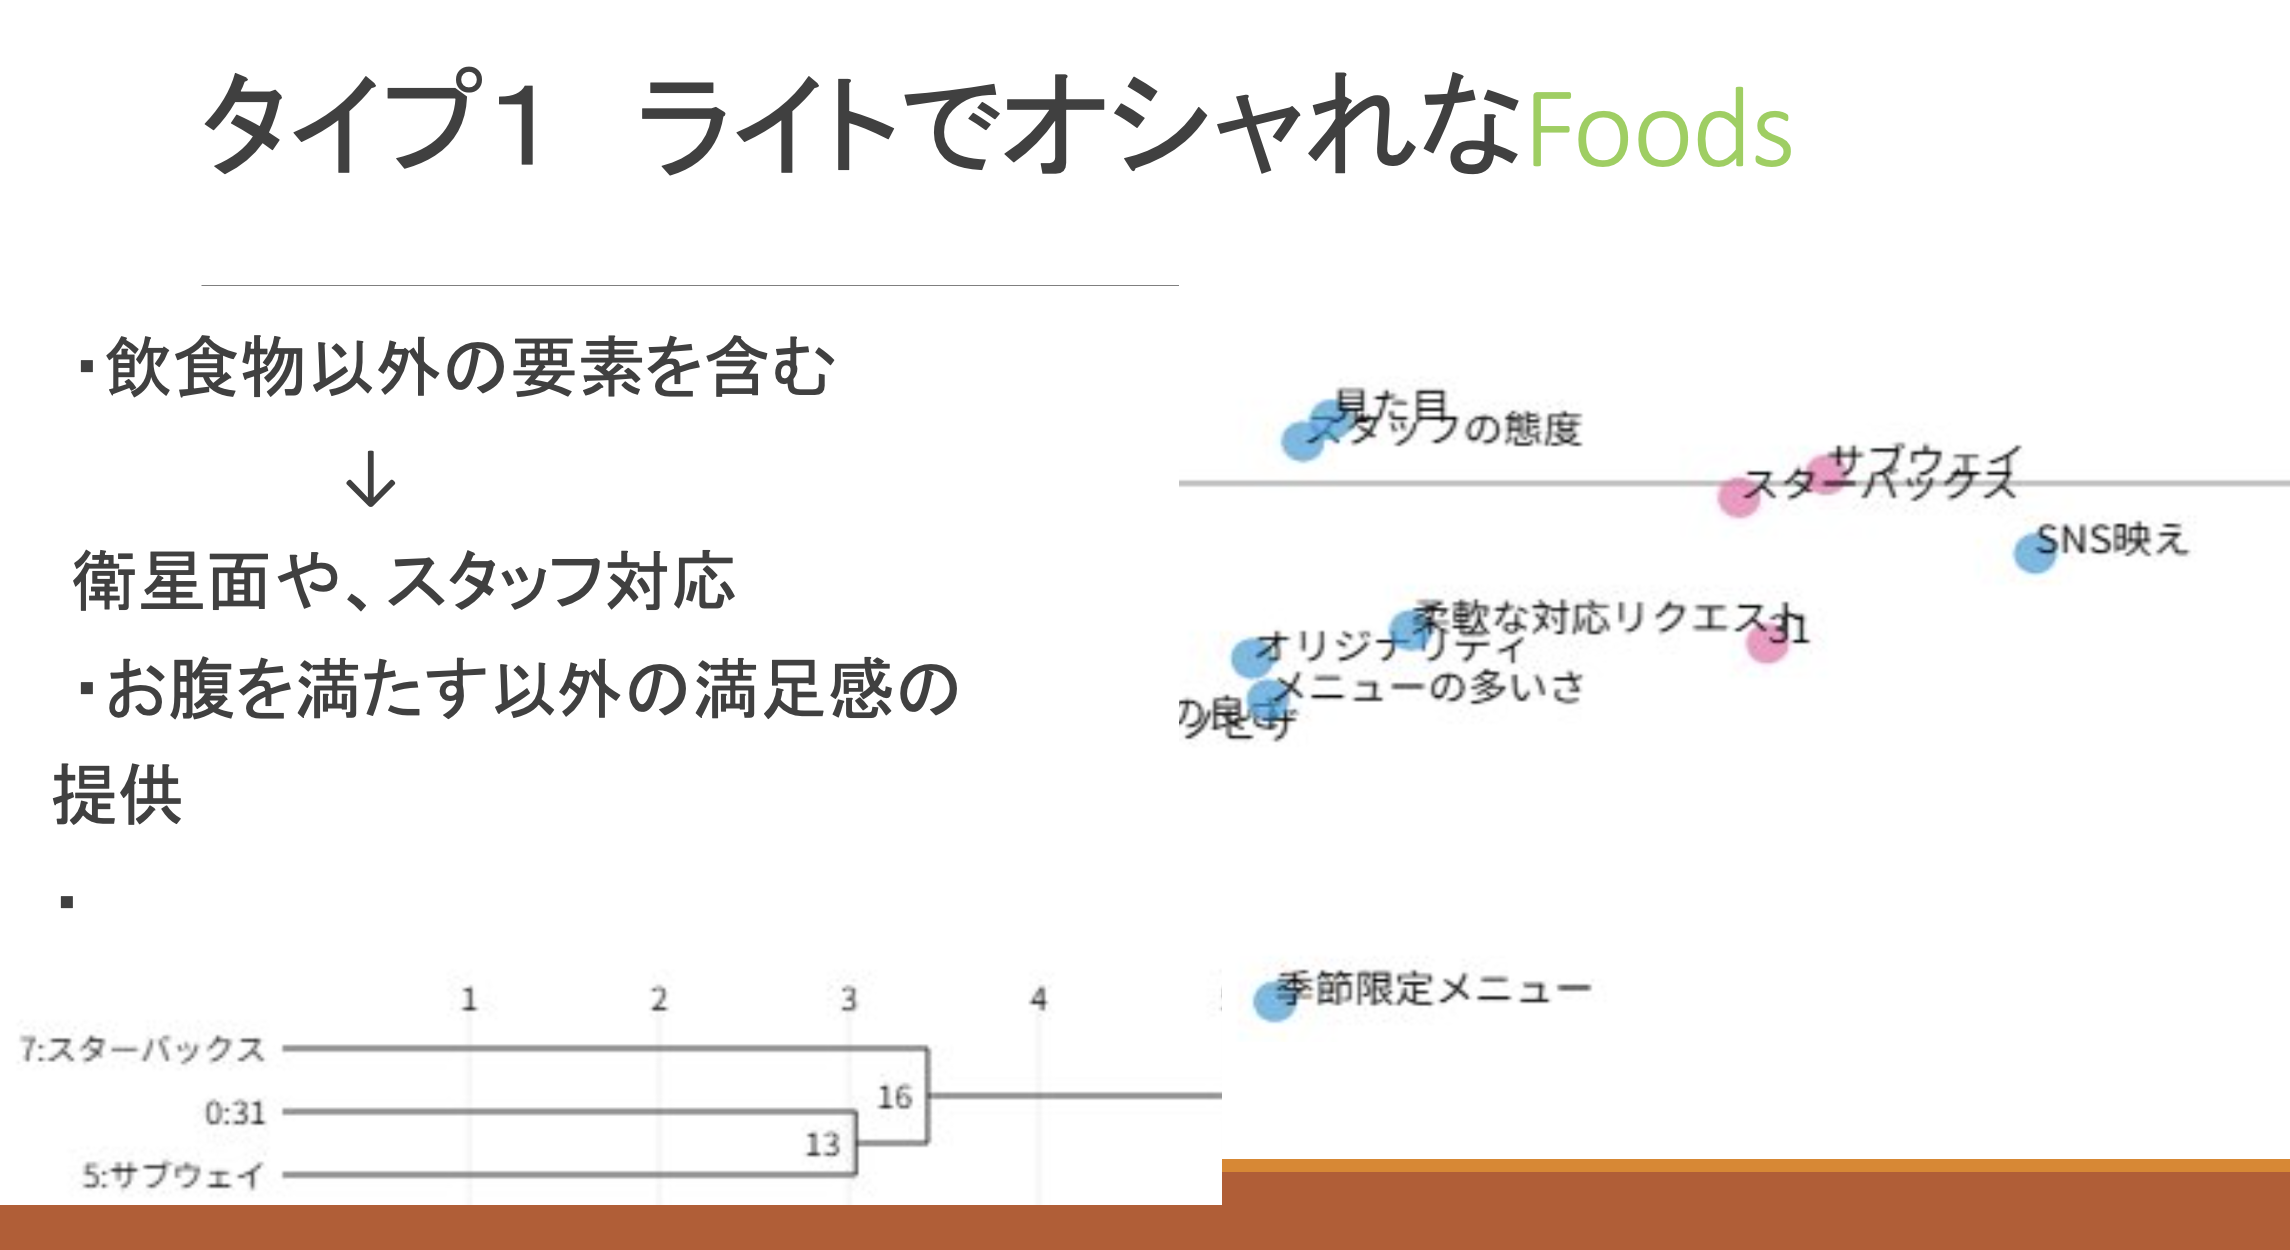 タイプ1　ライトでオシャれなFoods
・飲食物以外の要素を含む
↓
衛星面や、スタッフ対応
・お腹を満たす以外の満足感の
提供
・
見た目
スタッフの態度
サブウェイ
スターバックス
SNS映え
柔軟な対応リクエスト
31
オリジナリティ
メニューの多いさ
の良さ
季節限定メニュー
1 2 3 4
7:スターバックス
16
0:31
13
5:サブウェイ